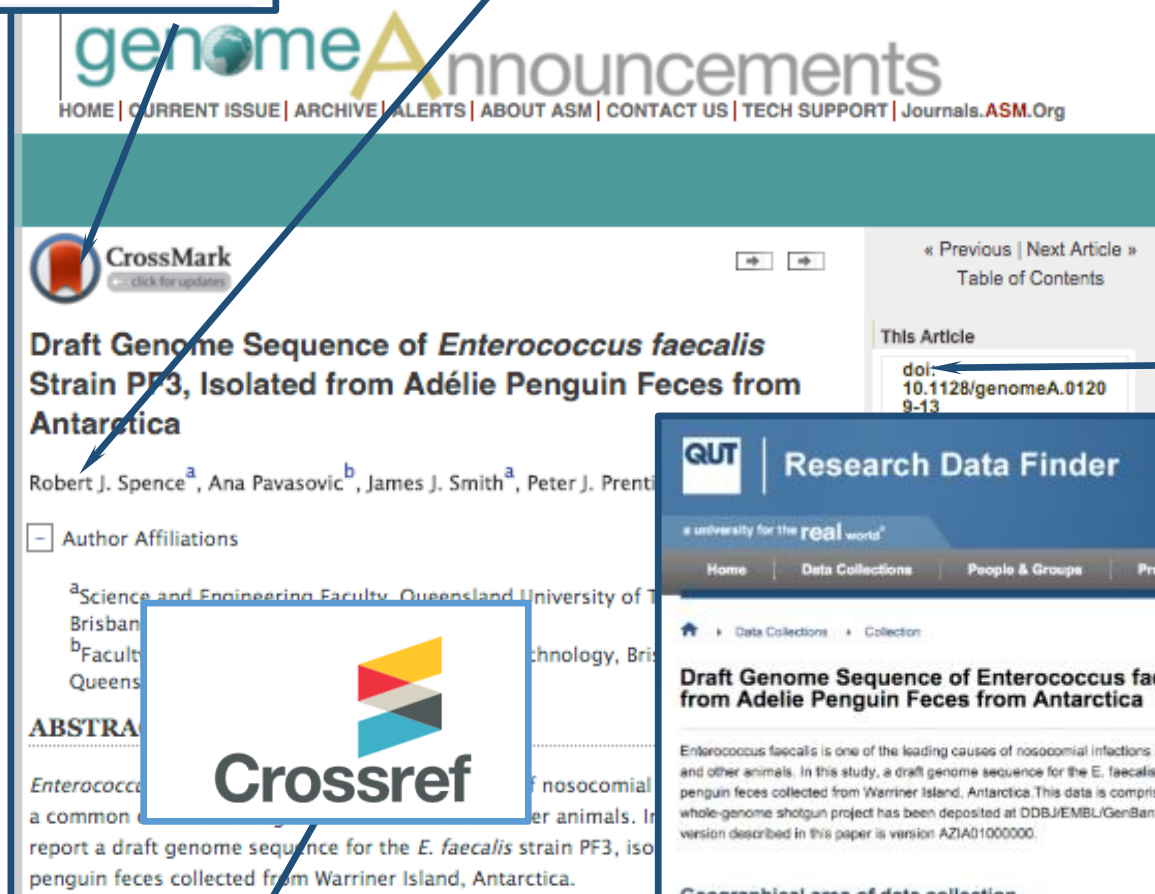 genomeAnnouncements
HOME | CURRENT ISSUE | ARCHIVE | ALERTS | ABOUT ASM | CONTACT US | TECH SUPPORT | Journals.ASM.Org
CrossMark
click for updates
« Previous | Next Article »
Table of Contents
This Article
doi:
10.1128/genomeA.0120
9-13
Draft Genome Sequence of Enterococcus faecalis
Strain PF3, Isolated from Adélie Penguin Feces from
Antarctica
Robert J. Spence a, Ana Pavasovic b, James J. Smith a, Peter J. Prenti
− Author Affiliations
a Science and Engineering Faculty, Queensland University of T
Brisban
b Facult chnology, Bris
Queens
ABSTRA
Crossref
Enterococc f nosocomial
a common er animals. I
report a draft genome sequence for the E. faecalis strain PF3, iso
penguin feces collected from Warriner Island, Antarctica.
QUT
Research Data Finder
a university for the real world
Home Data Collections People & Groups Pr
Data Collections Collection
Draft Genome Sequence of Enterococcus fae
from Adelie Penguin Feces from Antarctica
Enterococcus faecalis is one of the leading causes of nosocomial infections
and other animals. In this study, a draft genome sequence for the E. faecalis
penguin feces collected from Warriner Island, Antarctica.This data is compris
whole-genome shotgun project has been deposited at DDBJ/EMBL/GenBan
version described in this paper is version AZIA01000000.
Geographical area of data collection